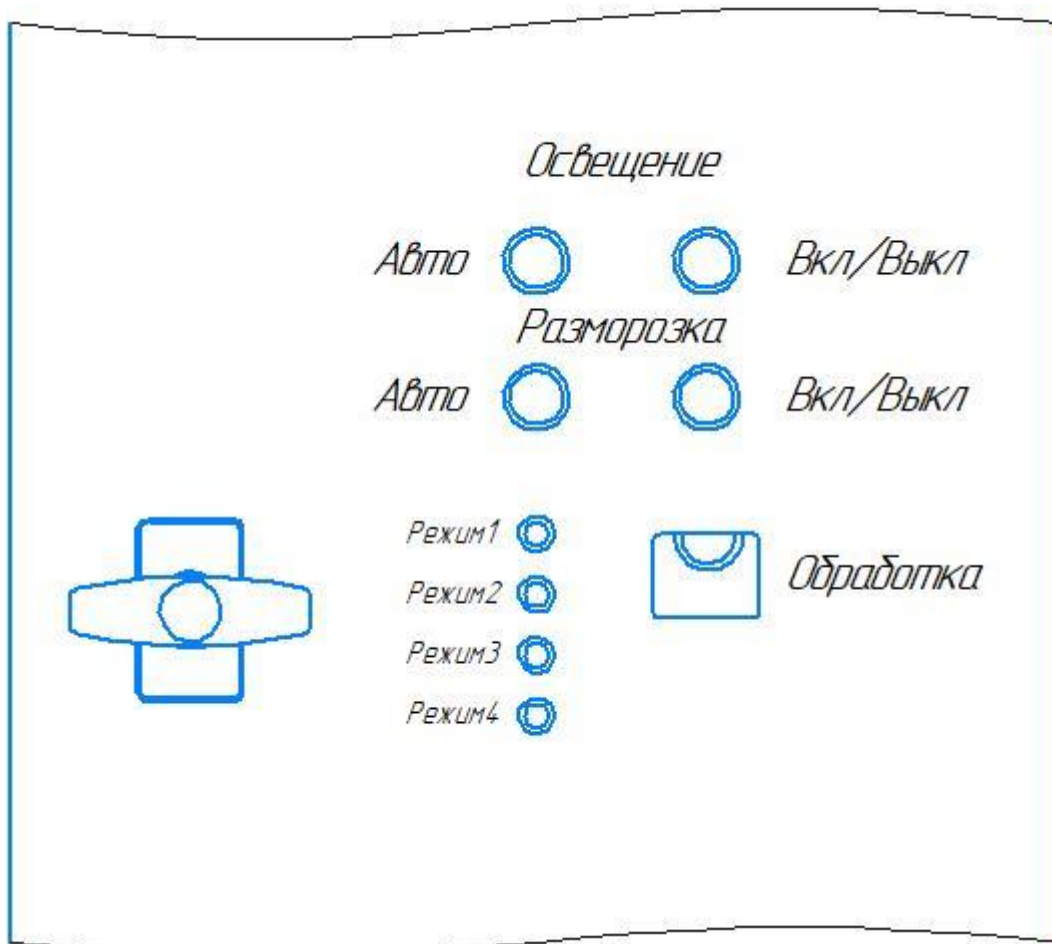 Освещение
Авто Вкл/Выкл
Разморозка
Авто Вкл/Выкл
Режим1
Режим2
Обработка
Режим3
Режим4